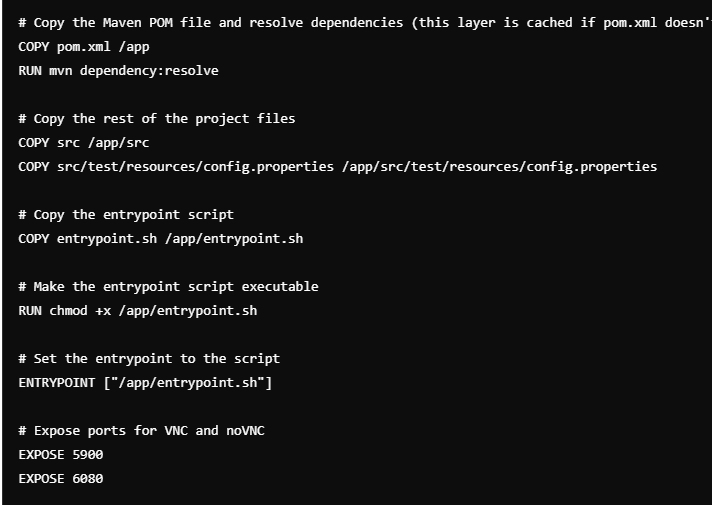 # Copy the Maven POM file and resolve dependencies (this layer is cached if pom.xml doesn'
COPY pom.xml /app
RUN mvn dependency:resolve
# Copy the rest of the project files
COPY src /app/src
COPY src/test/resources/config.properties /app/src/test/resources/config.properties
# Copy the entrypoint script
COPY entrypoint.sh /app/entrypoint.sh
# Make the entrypoint script executable
RUN chmod +x /app/entrypoint.sh
# Set the entrypoint to the script
ENTRYPOINT ["/app/entrypoint.sh"]
# Expose ports for VNC and noVNC
EXPOSE 5900
EXPOSE 6080